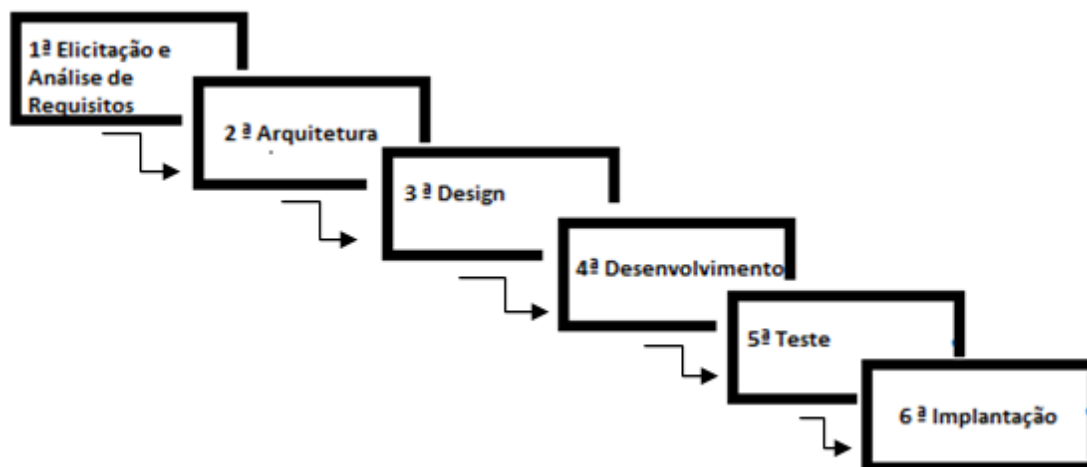 1ª Elicitação e
Análise de
Requisitos
2 ª Arquitetura
3 ª Design
4ª Desenvolvimento
5ª Teste
6 ª Implantação